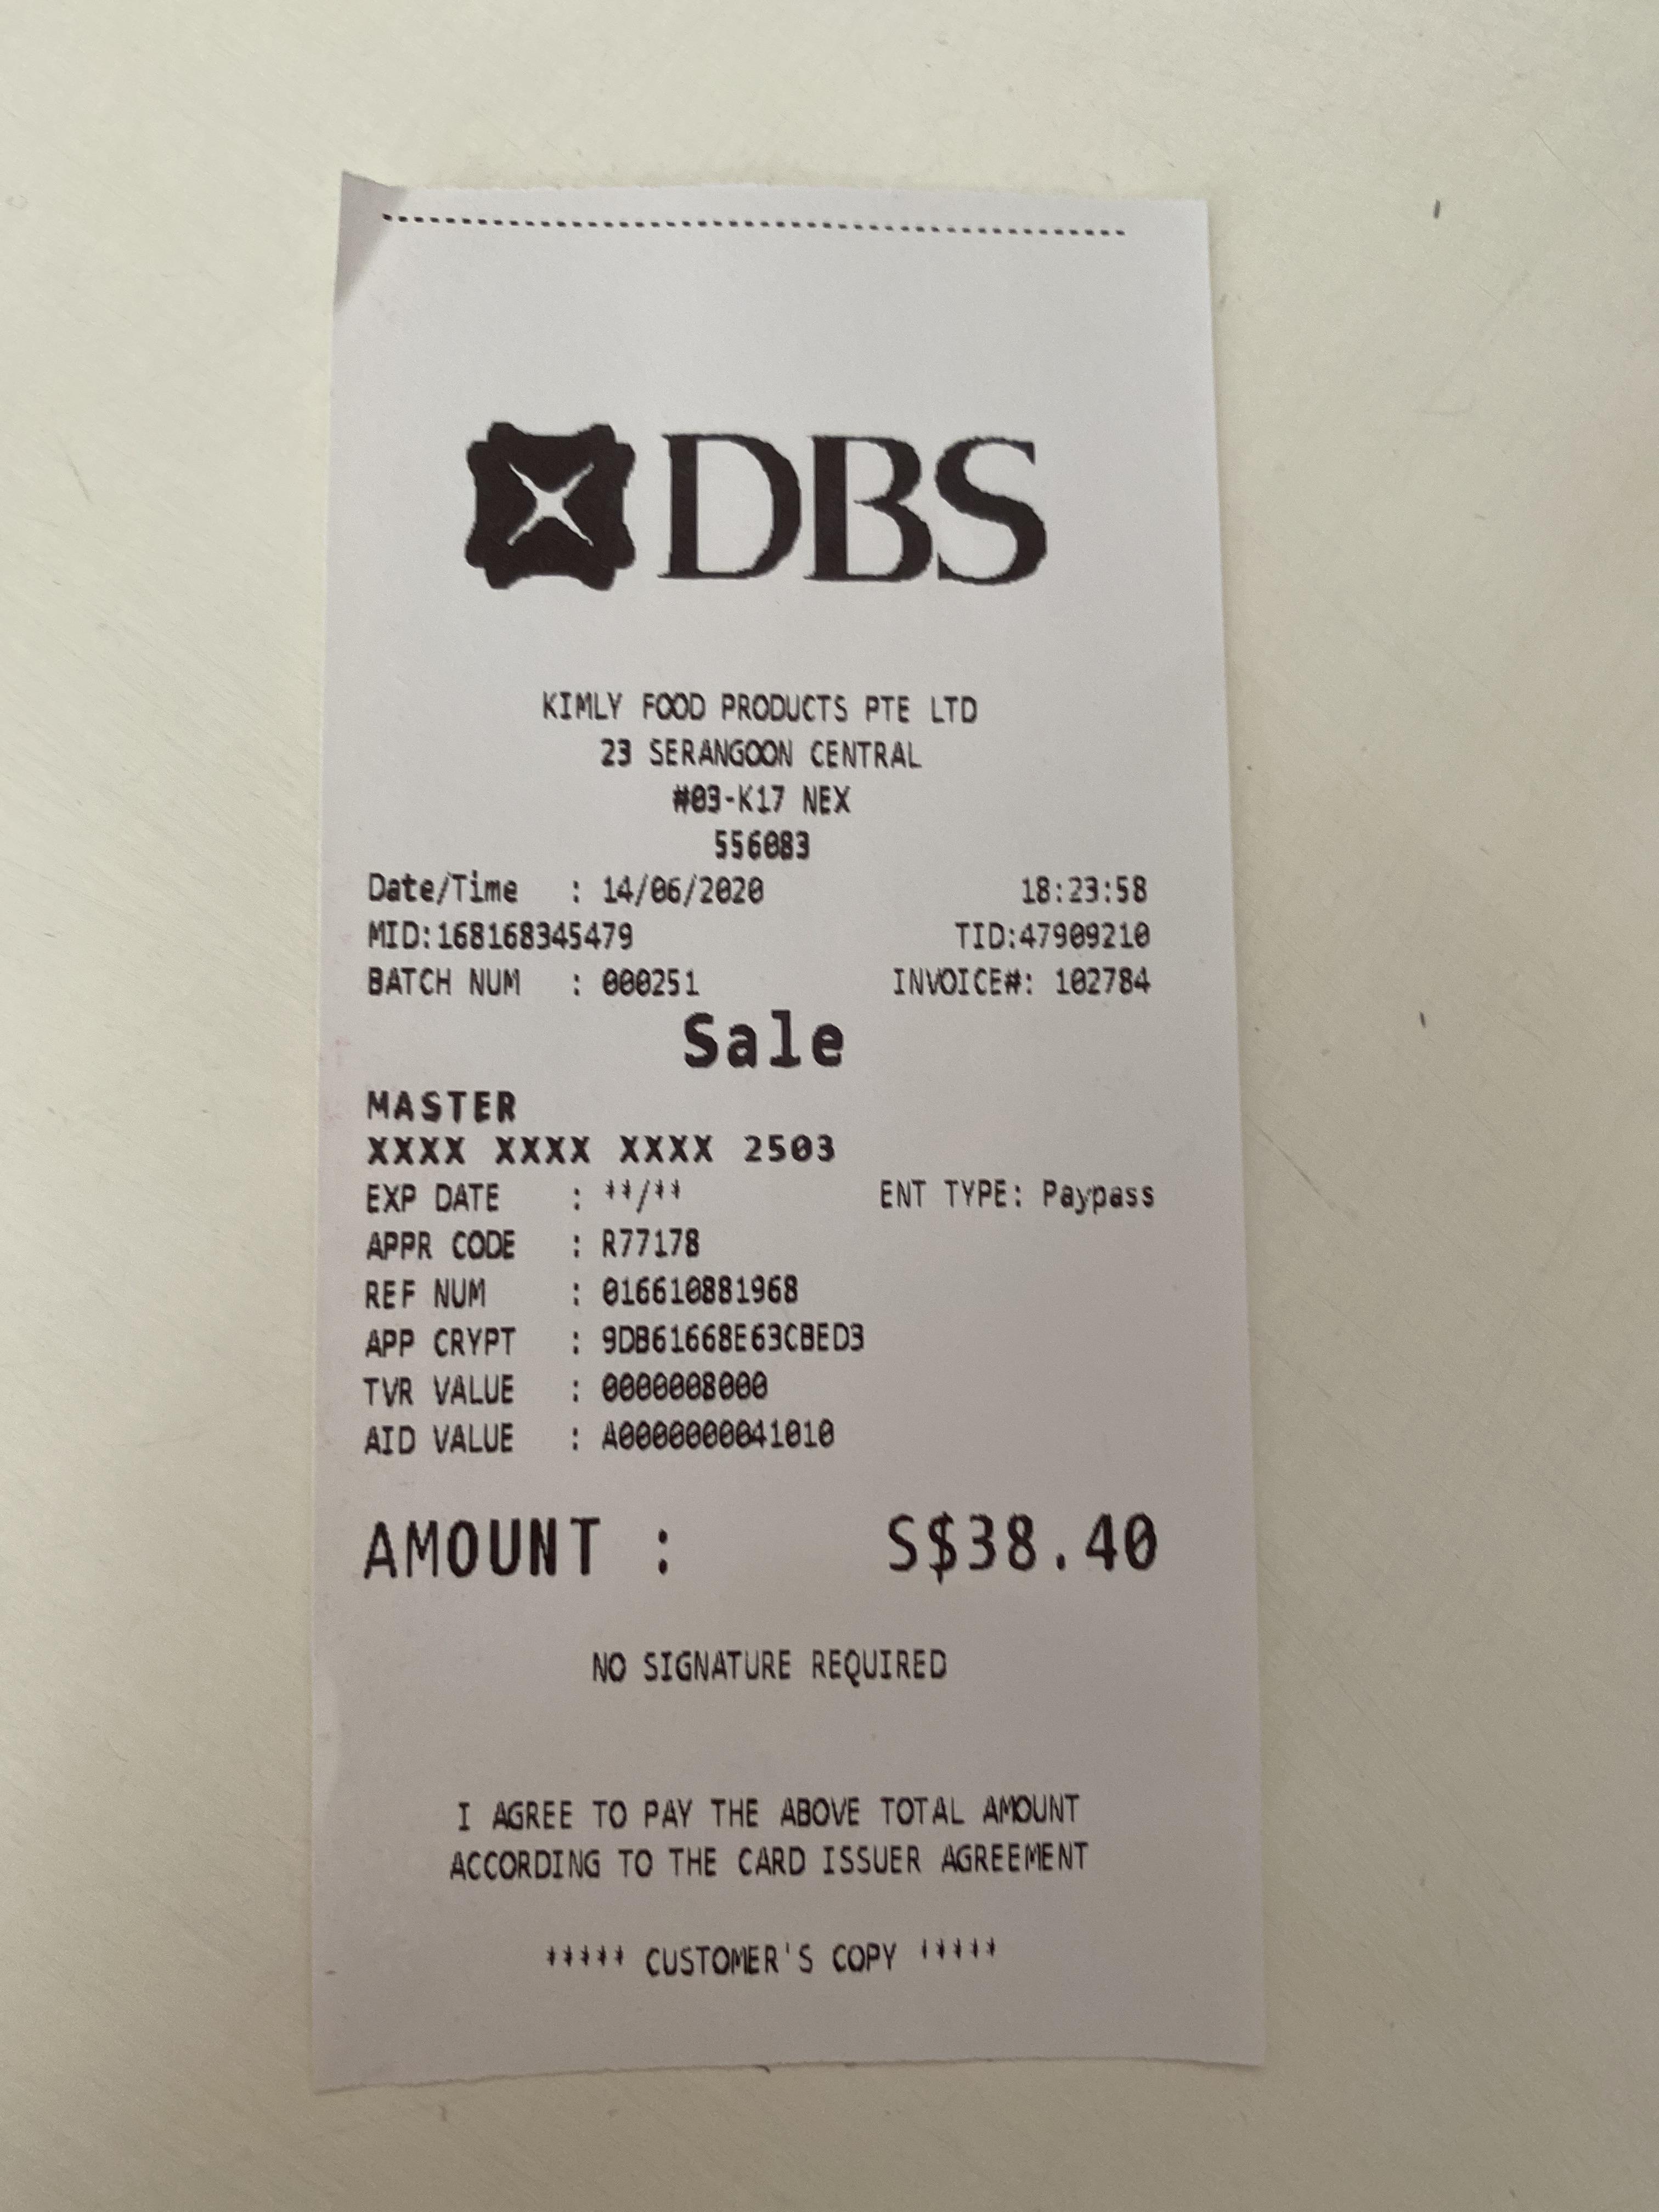 DBS
KIMLY FOOD PRODUCTS PTE LTD
23 SERANGOON CENTRAL
#03-K17 NEX
556083
Date/Time : 14/06/2020 18:23:58
MID:168168345479 TID:47909210
BATCH NUM : 000251 INVOICE#: 102784
Sale
MASTER
XXXX XXXX XXXX 2503
EXP DATE : **/** ENT TYPE: Paypass
APPR CODE : R77178
REF NUM : 016610881968
APP CRYPT : 9DB61668E63CBED3
TVR VALUE : 0000008000
AID VALUE : A0000000041010
AMOUNT : S$38.40
NO SIGNATURE REQUIRED
I AGREE TO PAY THE ABOVE TOTAL AMOUNT
ACCORDING TO THE CARD ISSUER AGREEMENT
***** CUSTOMER'S COPY *****